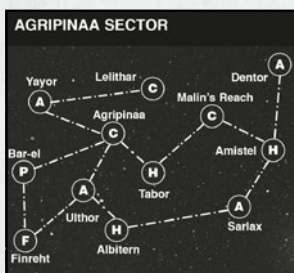 AGRIPINAA SECTOR
Dentor
A
Lelithar
C
Yayor
A
Malin's Reach
C
Agripinaa
C
Bar-el
P
Amistel
H
H
Tabor
A
Ulthor
A
Sarlax
H
Albitern
F
Finreht